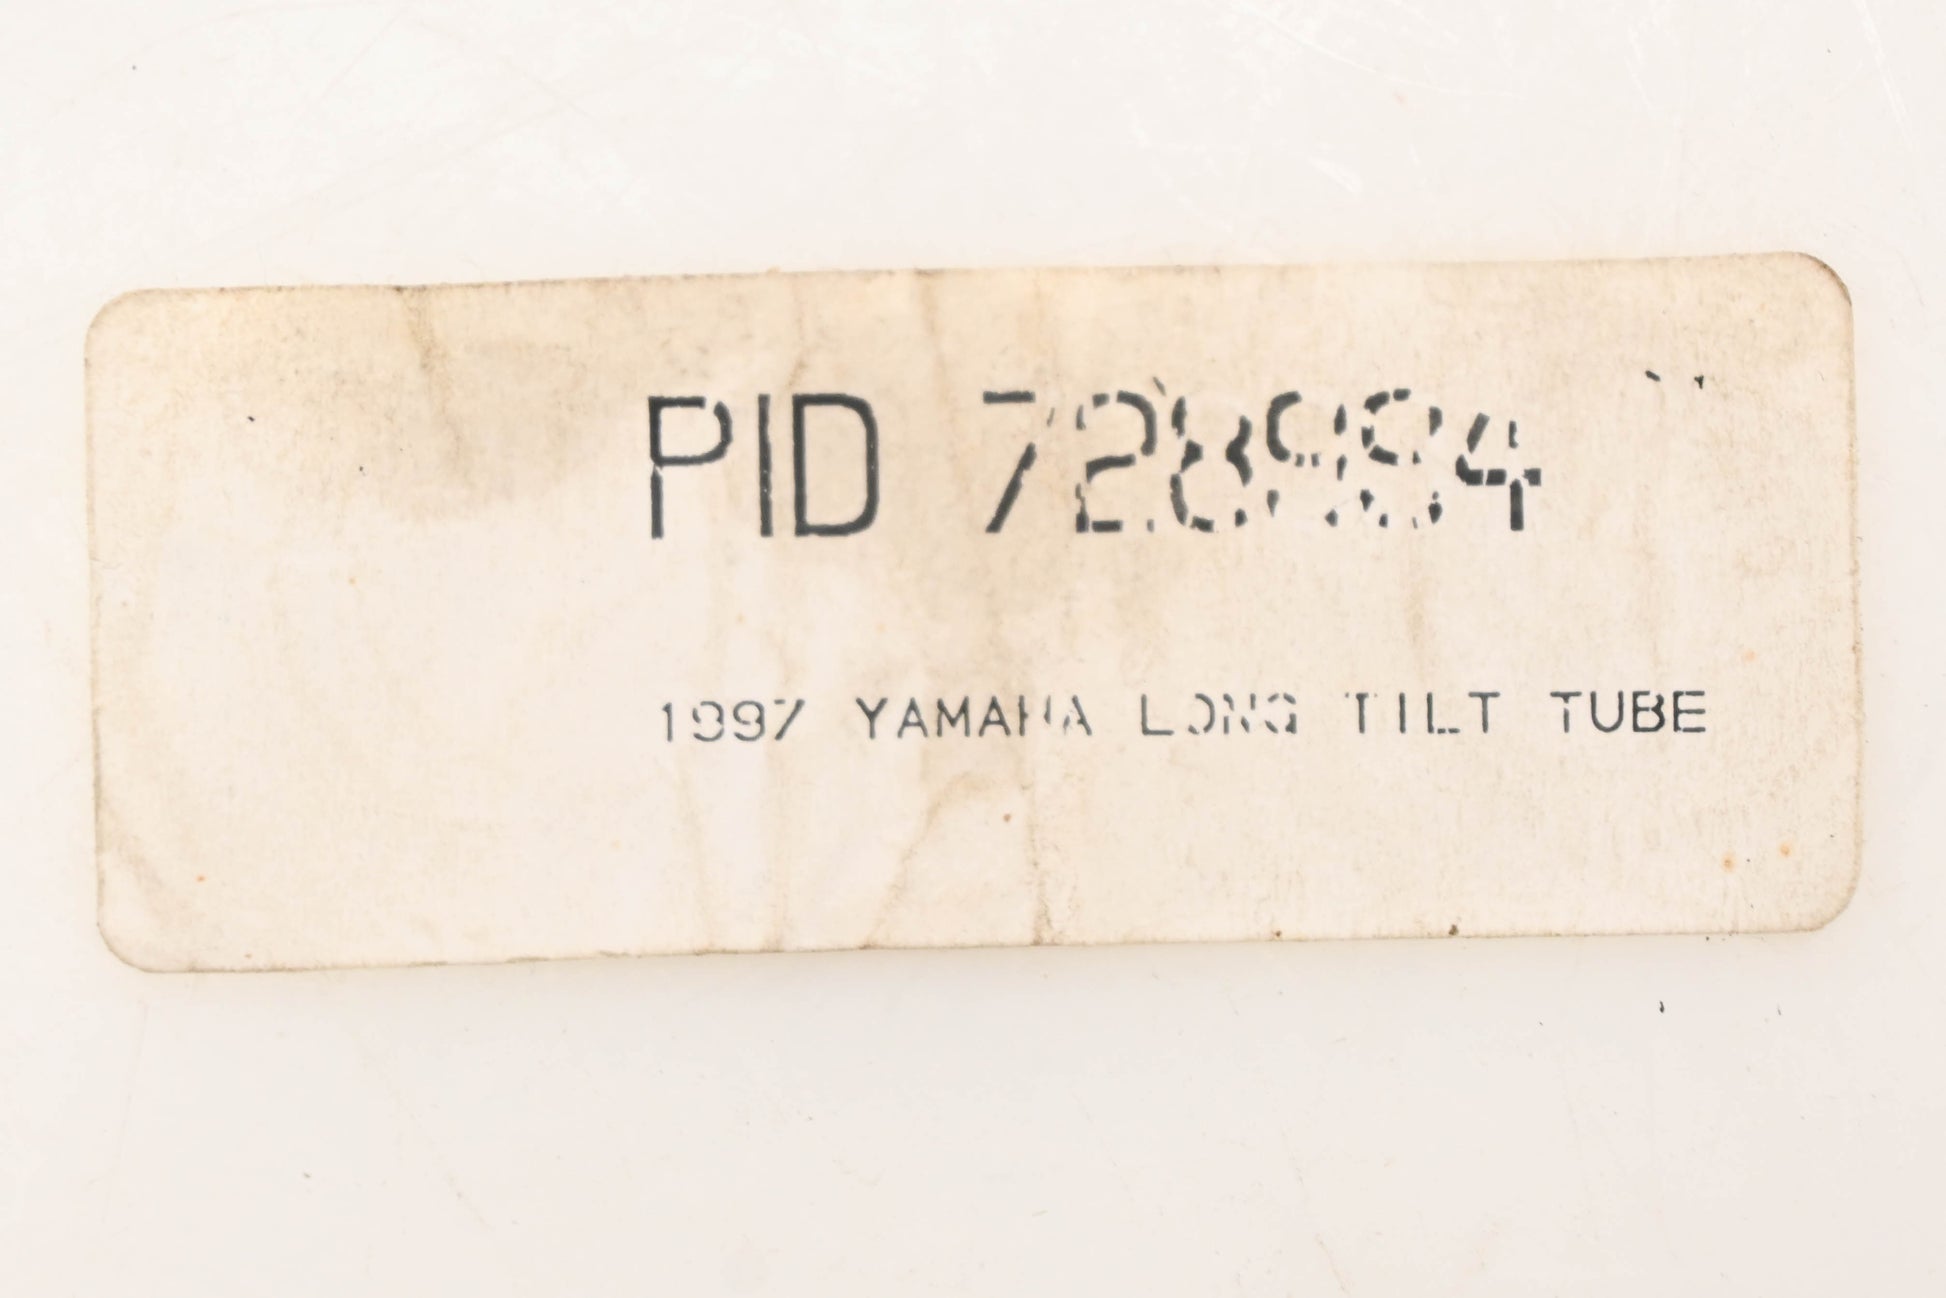 PID 728994
1997 YAMAHA LONG TILT TUBE